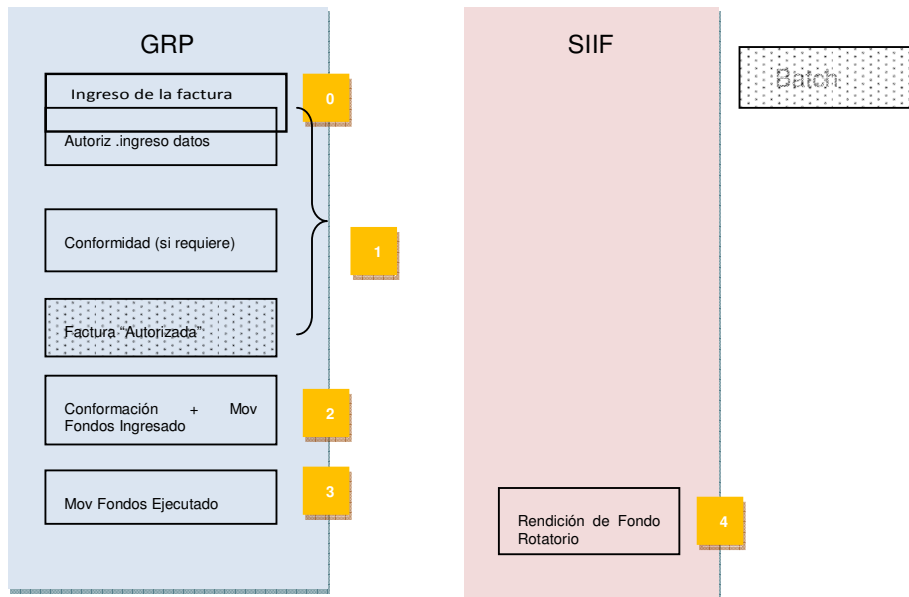 GRP
Ingreso de la factura
0
Autoriz .ingreso datos
Conformidad (si requiere)
1
Factura “Autorizada”
Conformación + Mov
Fondos Ingresado
2
Mov Fondos Ejecutado
3
SIIF
Rendición de Fondo
Rotatorio
4
Batch